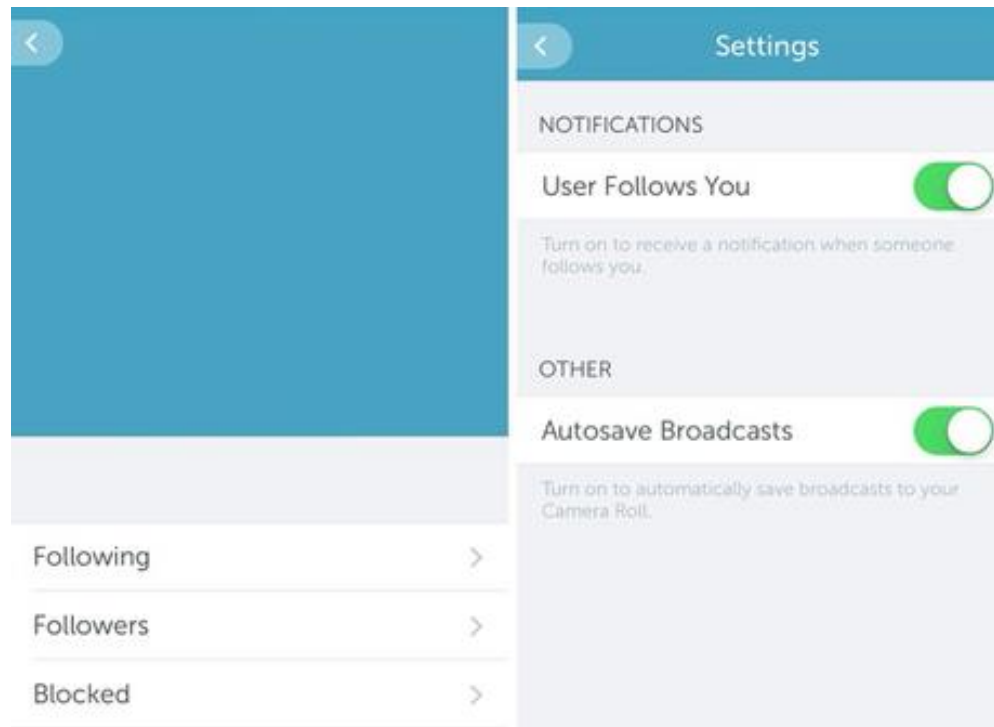 Following
Followers
Blocked
Settings
NOTIFICATIONS
User Follows You
Turn on to receive a notification when someone
follows you.
OTHER
Autosave Broadcasts
Turn on to automatically save broadcasts to your
Camera Roll.